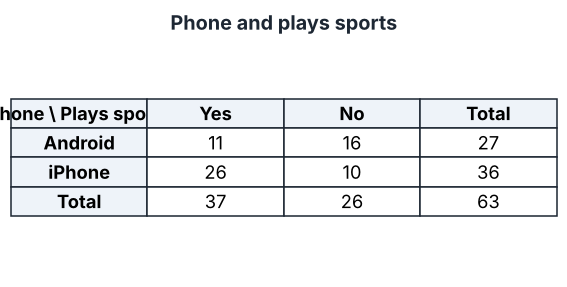 Phone and plays sports
hone \ Plays spo Yes No Total
Android 11 16 27
iPhone 26 10 36
Total 37 26 63